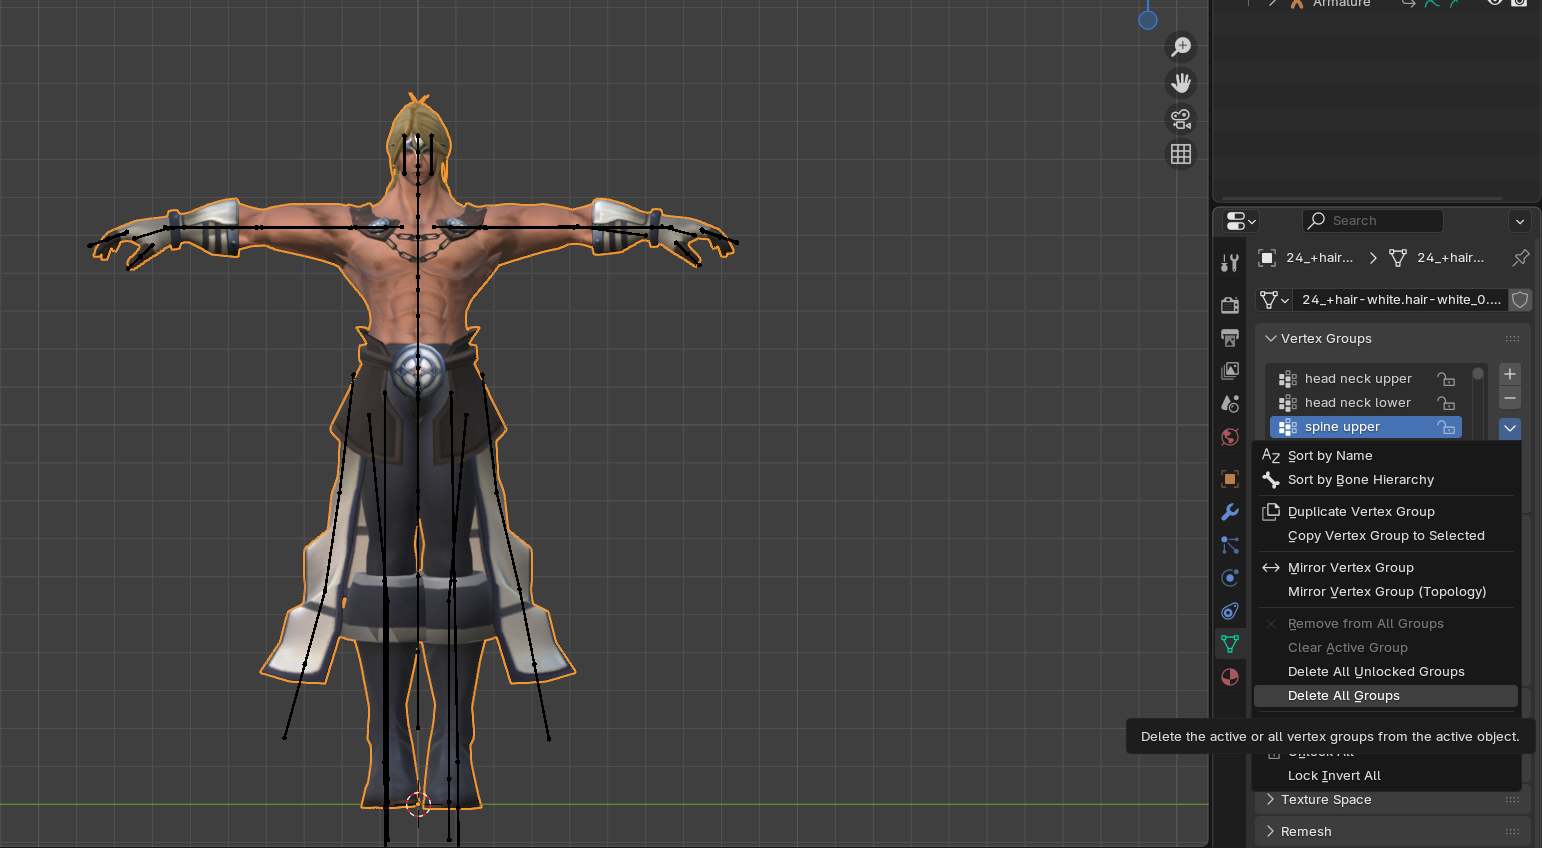 Armature
Search
24_+hair... 24_+hair...
24_+hair-white.hair-white_0....
Vertex Groups
head neck upper
head neck lower
spine upper
Sort by Name
Sort by Bone Hierarchy
Duplicate Vertex Group
Copy Vertex Group to Selected
Mirror Vertex Group
Mirror Vertex Group (Topology)
Remove from All Groups
Clear Active Group
Delete All Unlocked Groups
Delete All Groups
Delete the active or all vertex groups from the active object.
Unlock All
Lock Invert All
Texture Space
Remesh